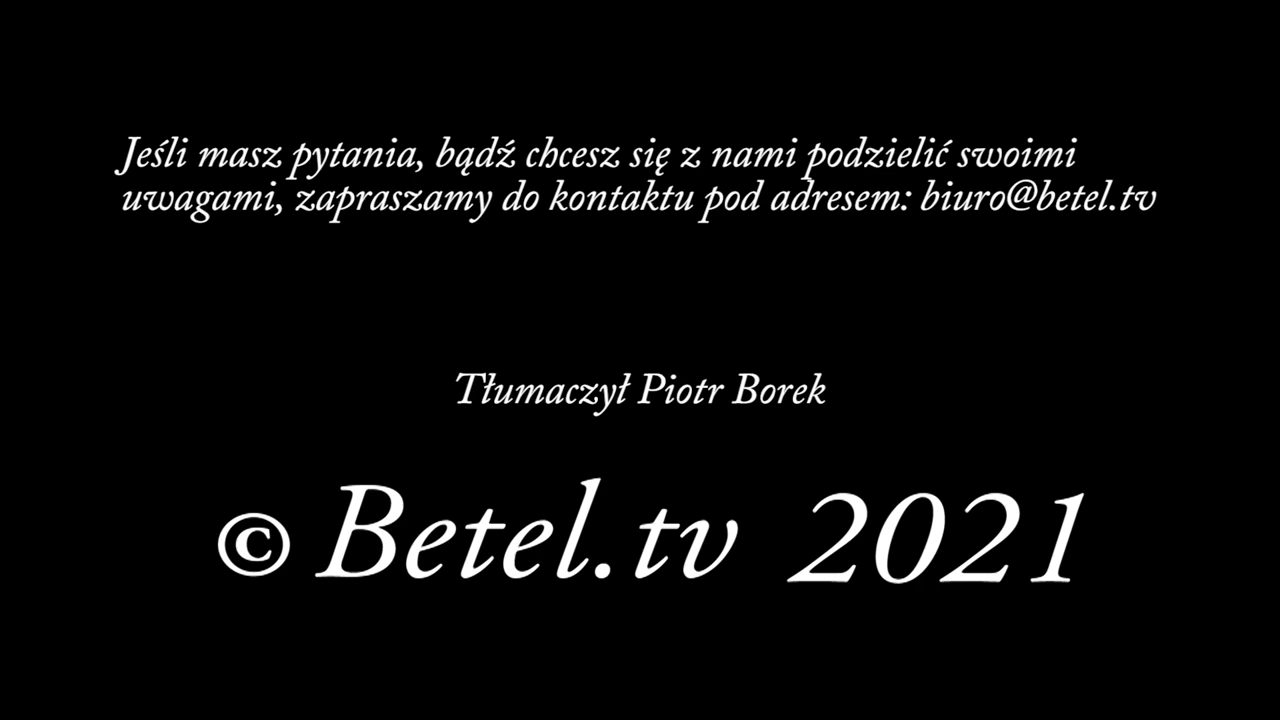 Jeśli masz pytania, bądź chcesz się z nami podzielić swoimi
uwagami, zapraszamy do kontaktu pod adresem: biuro@betel.tv
Tłumaczył Piotr Borek
© Betel.tv 2021